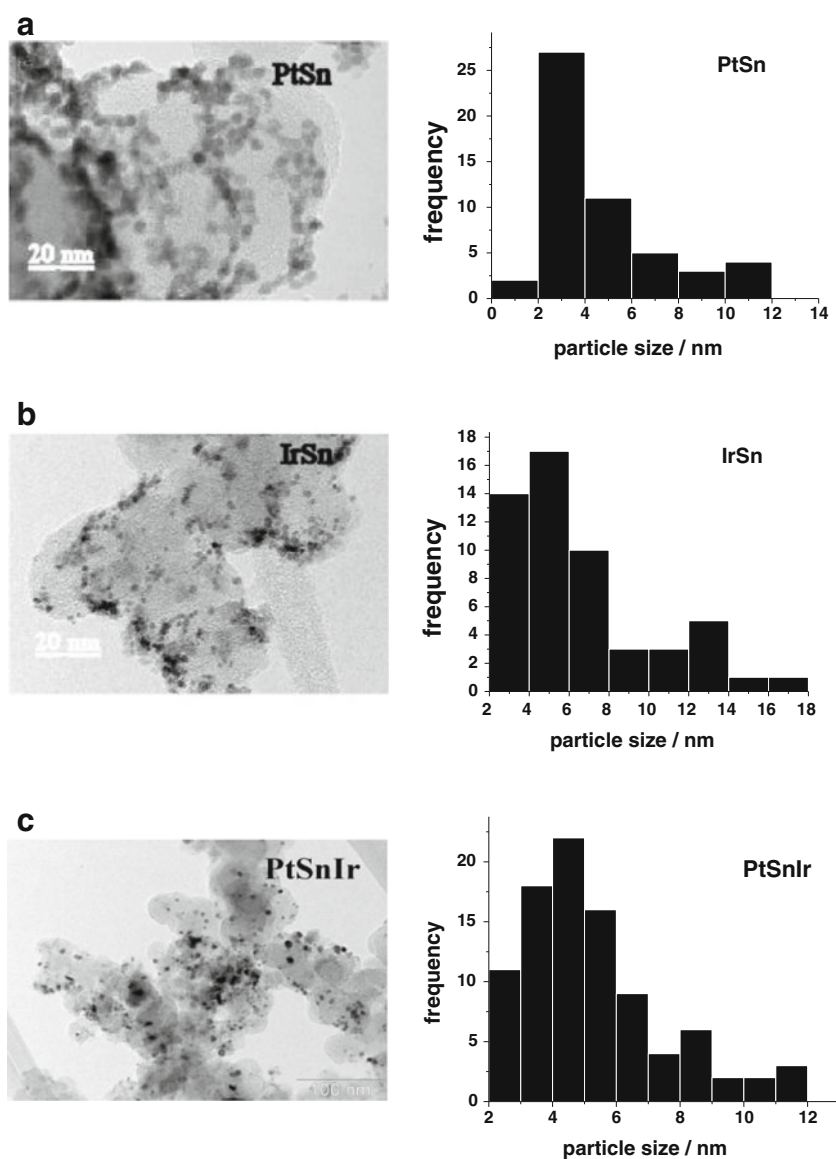 a
PtSn
20 nm
PtSn
frequency
25
20
15
10
5
0
0 2 4 6 8 10 12 14
particle size / nm
b
IrSn
20 nm
IrSn
frequency
18
16
14
12
10
8
6
4
2
0
2 4 6 8 10 12 14 16 18
particle size / nm
c
PtSnIr
100 nm
PtSnIr
frequency
20
15
10
5
0
2 4 6 8 10 12
particle size / nm